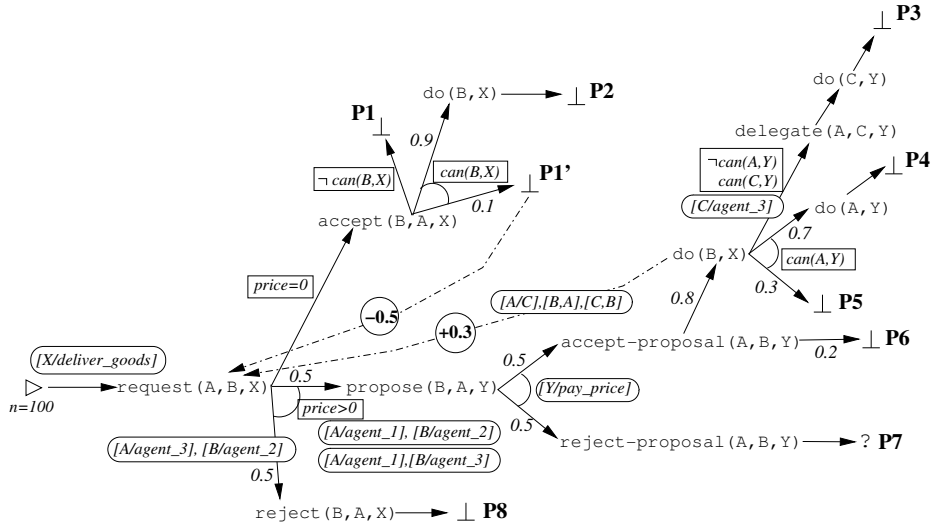 ⊥ P3
do(C,Y)
do(B,X)
⊥ P2
P1
⊥
0.9
delegate(A,C,Y)
¬can(A,Y)
can(C,Y)
¬ can(B,X)
can(B,X)
⊥ P1’
0.1
⊥ P4
[C/agent_3]
accept(B,A,X)
do(A,Y)
0.7
do(B,X)
can(A,Y)
price=0
0.3
[A/C],[B,A],[C,B]
0.8
⊥ P5
−0.5
+0.3
accept-proposal(A,B,Y)
0.2
⊥ P6
[X/deliver_goods]
0.5
n=100
request(A,B,X)
0.5
propose(B,A,Y)
[Y/pay_price]
price>0
0.5
[A/agent_3], [B/agent_2]
[A/agent_1], [B/agent_2]
[A/agent_1],[B/agent_3]
reject-proposal(A,B,Y)
? P7
0.5
reject(B,A,X)
⊥ P8